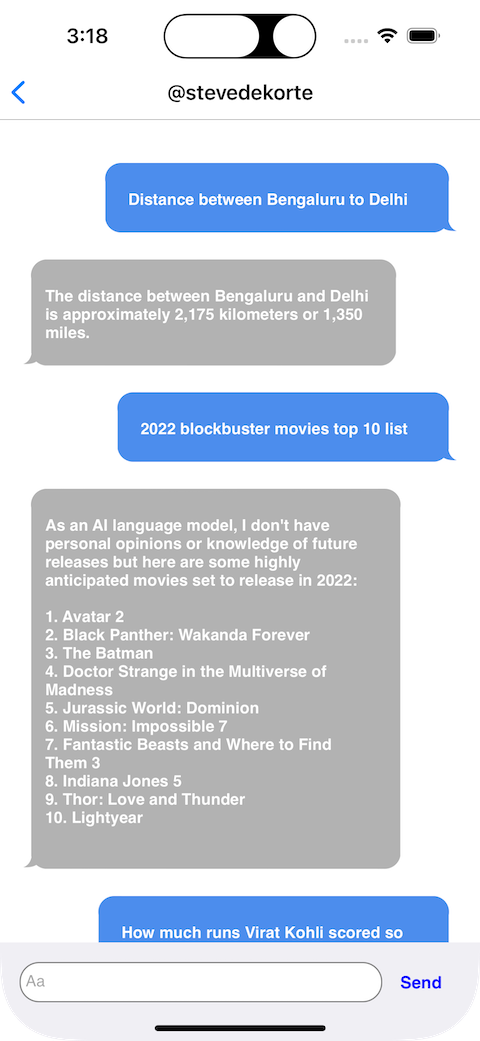 3:18
@stevedekorte
Distance between Bengaluru to Delhi
The distance between Bengaluru and Delhi
is approximately 2,175 kilometers or 1,350
miles.
2022 blockbuster movies top 10 list
As an AI language model, I don't have
personal opinions or knowledge of future
releases but here are some highly
anticipated movies set to release in 2022:
1. Avatar 2
2. Black Panther: Wakanda Forever
3. The Batman
4. Doctor Strange in the Multiverse of
Madness
5. Jurassic World: Dominion
6. Mission: Impossible 7
7. Fantastic Beasts and Where to Find
Them 3
8. Indiana Jones 5
9. Thor: Love and Thunder
10. Lightyear
How much runs Virat Kohli scored so
Aa
Send